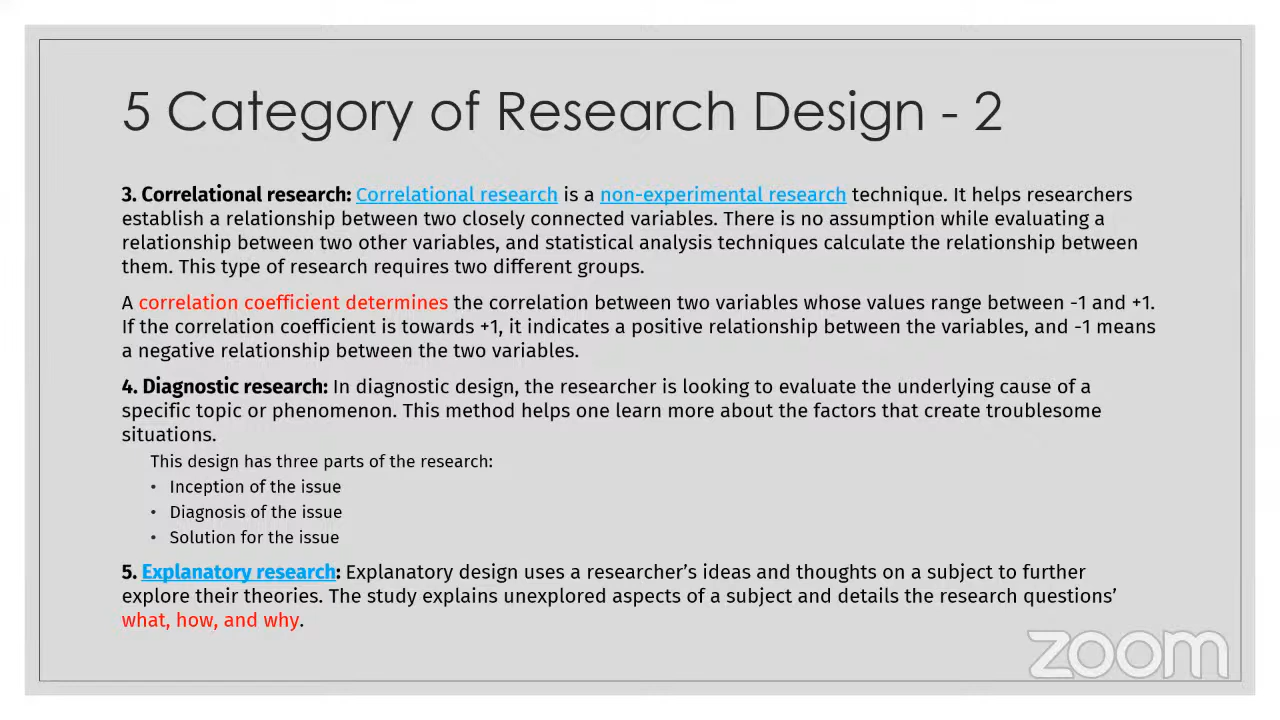 5 Category of Research Design - 2
3. Correlational research: Correlational research is a non-experimental research technique. It helps researchers
establish a relationship between two closely connected variables. There is no assumption while evaluating a
relationship between two other variables, and statistical analysis techniques calculate the relationship between
them. This type of research requires two different groups.
A correlation coefficient determines the correlation between two variables whose values range between -1 and +1.
If the correlation coefficient is towards +1, it indicates a positive relationship between the variables, and -1 means
a negative relationship between the two variables.
4. Diagnostic research: In diagnostic design, the researcher is looking to evaluate the underlying cause of a
specific topic or phenomenon. This method helps one learn more about the factors that create troublesome
situations.
This design has three parts of the research:
• Inception of the issue
• Diagnosis of the issue
• Solution for the issue
5. Explanatory research: Explanatory design uses a researcher’s ideas and thoughts on a subject to further
explore their theories. The study explains unexplored aspects of a subject and details the research questions’
what, how, and why.
zoom